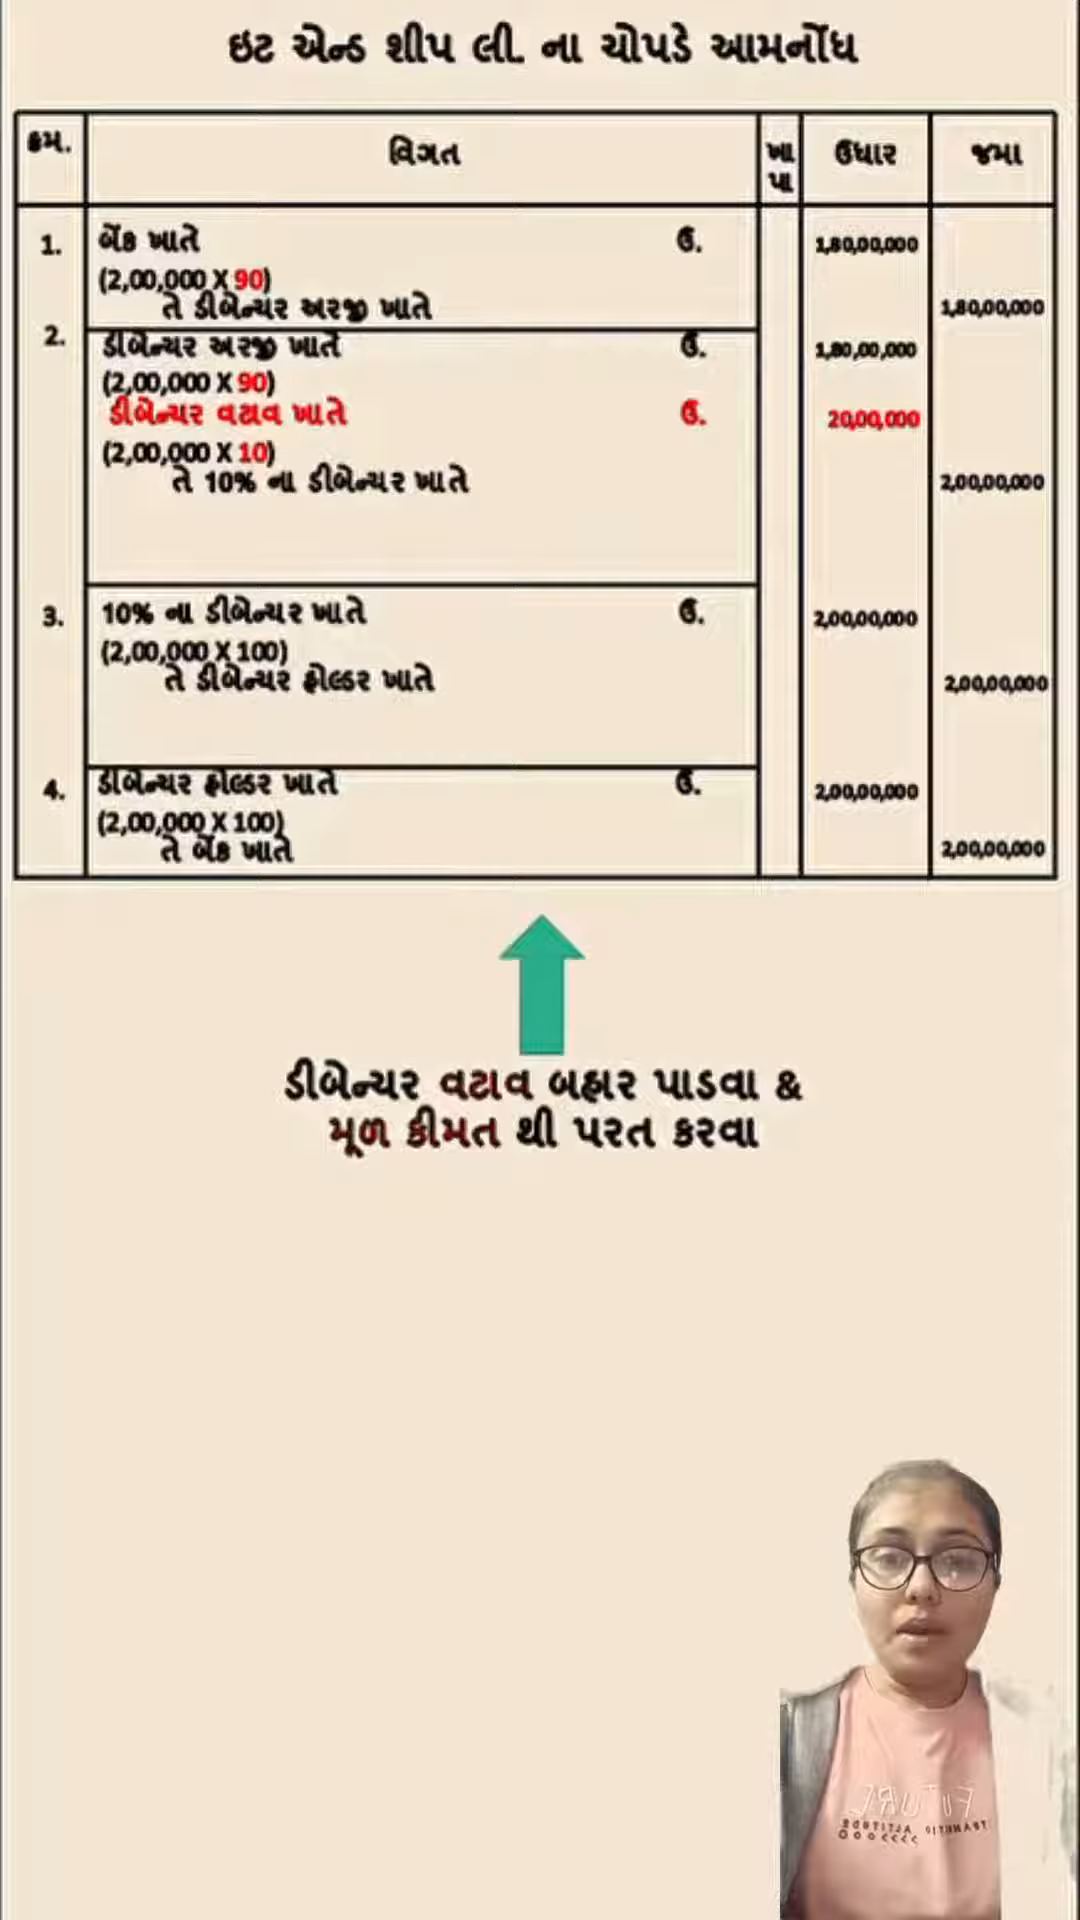 ઇટ એન્ડ શીપ લી. ના ચોપડે આમનોંધ
ક્રમ. વિગત ખા પા ઉધાર જમા
1. બેંક ખાતે ઉ. 1,80,00,000
(2,00,000 X 90)
તે ડીબેન્ચર અરજી ખાતે 1,80,00,000
2. ડીબેન્ચર અરજી ખાતે ઉ. 1,80,00,000
(2,00,000 X 90)
ડીબેન્ચર વટાવ ખાતે ઉ. 20,00,000
(2,00,000 X 10)
તે 10% ના ડીબેન્ચર ખાતે 2,00,00,000
3. 10% ના ડીબેન્ચર ખાતે ઉ. 2,00,00,000
(2,00,000 X 100)
તે ડીબેન્ચર હોલ્ડર ખાતે 2,00,00,000
4. ડીબેન્ચર હોલ્ડર ખાતે ઉ. 2,00,00,000
(2,00,000 X 100)
તે બેંક ખાતે 2,00,00,000
ડીબેન્ચર વટાવ બહાર પાડવા &
મૂળ કીમત થી પરત કરવા